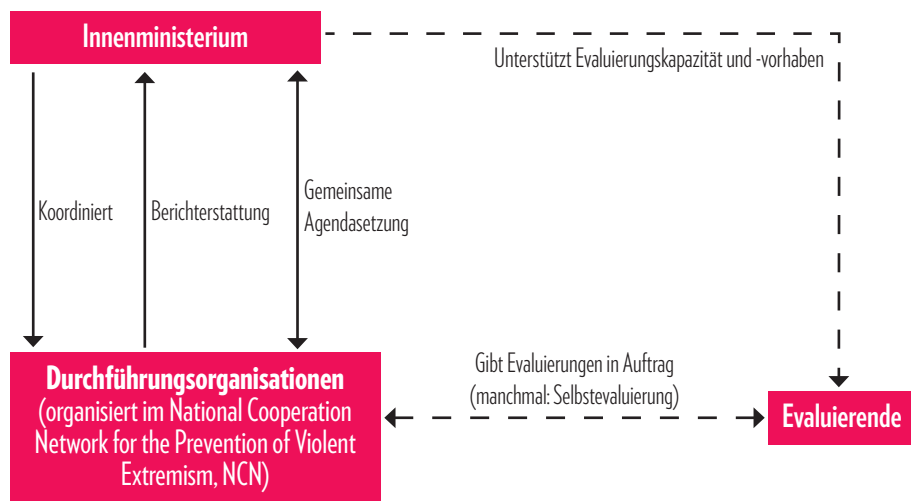 Innenministerium
Unterstützt Evaluierungskapazität und -vorhaben
Koordiniert
Berichterstattung
Gemeinsame
Agendasetzung
Durchführungsorganisationen
(organisiert im National Cooperation
Network for the Prevention of Violent
Extremism, NCN)
Gibt Evaluierungen in Auftrag
(manchmal: Selbstevaluierung)
Evaluierende